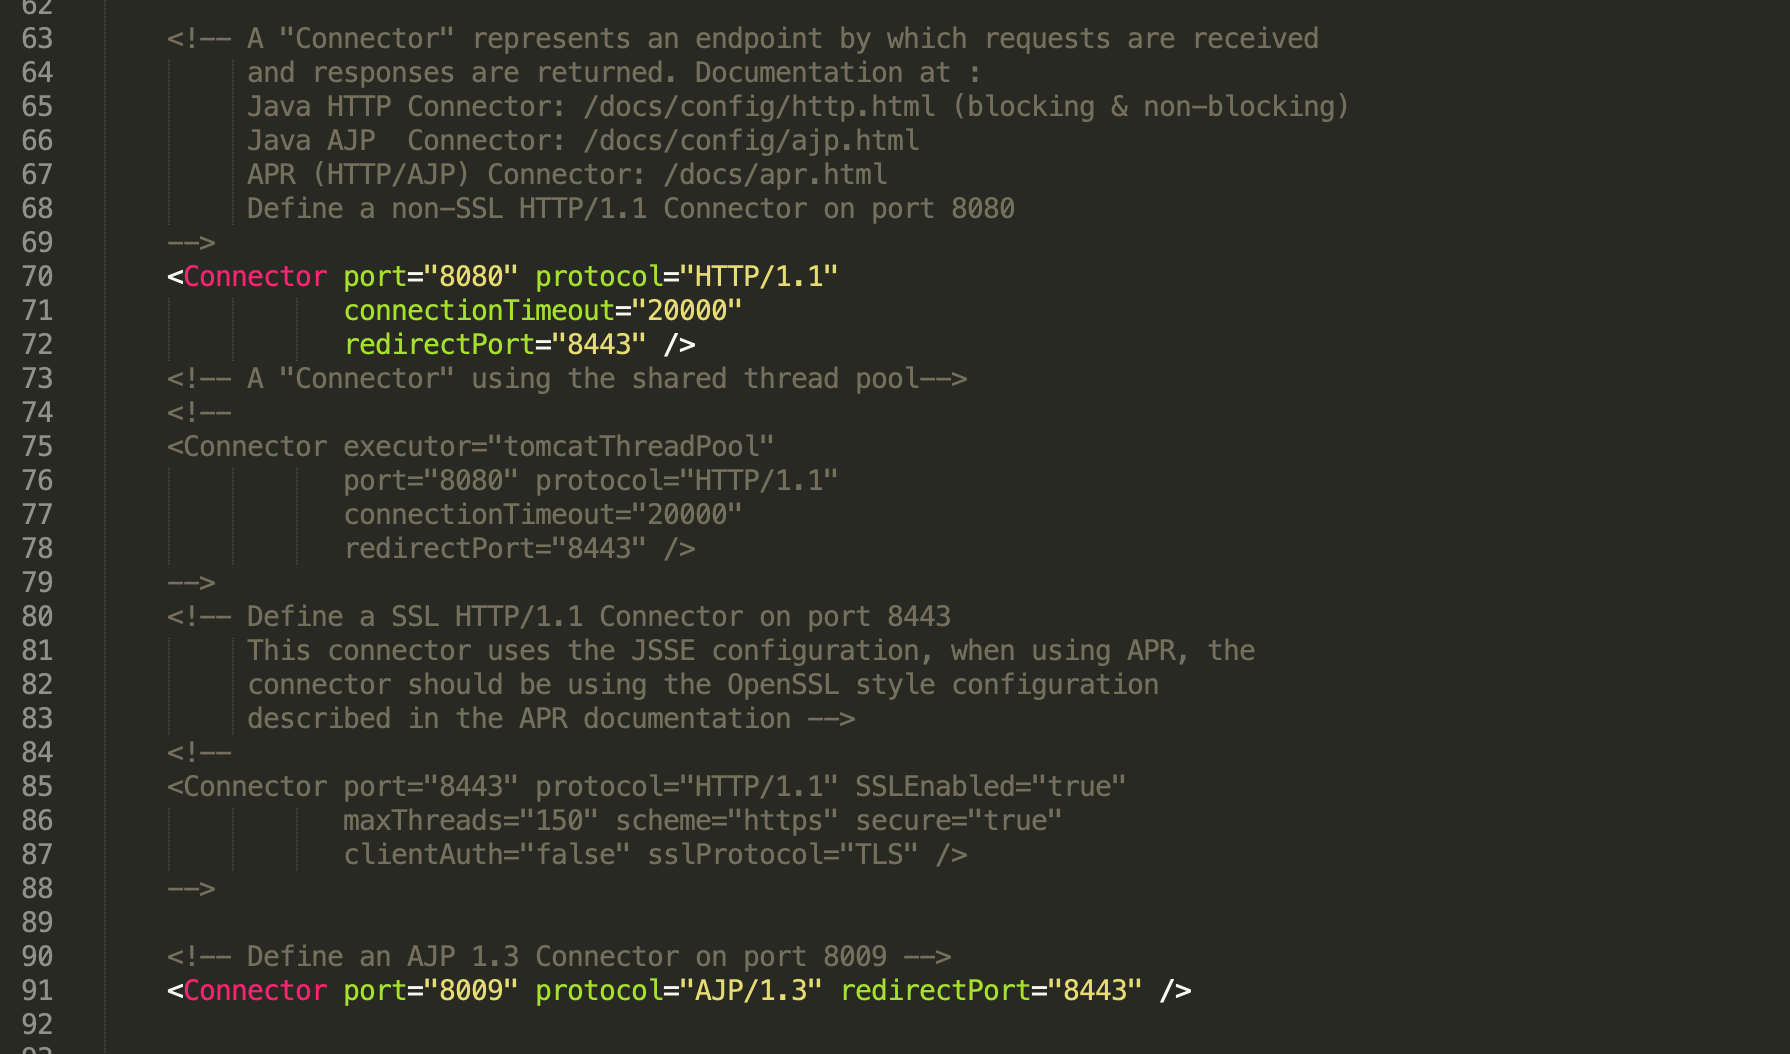 62
63 <!-- A "Connector" represents an endpoint by which requests are received
64 and responses are returned. Documentation at :
65 Java HTTP Connector: /docs/config/http.html (blocking & non-blocking)
66 Java AJP  Connector: /docs/config/ajp.html
67 APR (HTTP/AJP) Connector: /docs/apr.html
68 Define a non-SSL HTTP/1.1 Connector on port 8080
69 -->
70 <Connector port="8080" protocol="HTTP/1.1"
71 connectionTimeout="20000"
72 redirectPort="8443" />
73 <!-- A "Connector" using the shared thread pool-->
74 <!--
75 <Connector executor="tomcatThreadPool"
76 port="8080" protocol="HTTP/1.1"
77 connectionTimeout="20000"
78 redirectPort="8443" />
79 -->
80 <!-- Define a SSL HTTP/1.1 Connector on port 8443
81 This connector uses the JSSE configuration, when using APR, the
82 connector should be using the OpenSSL style configuration
83 described in the APR documentation -->
84 <!--
85 <Connector port="8443" protocol="HTTP/1.1" SSLEnabled="true"
86 maxThreads="150" scheme="https" secure="true"
87 clientAuth="false" sslProtocol="TLS" />
88 -->
89
90 <!-- Define an AJP 1.3 Connector on port 8009 -->
91 <Connector port="8009" protocol="AJP/1.3" redirectPort="8443" />
92
93